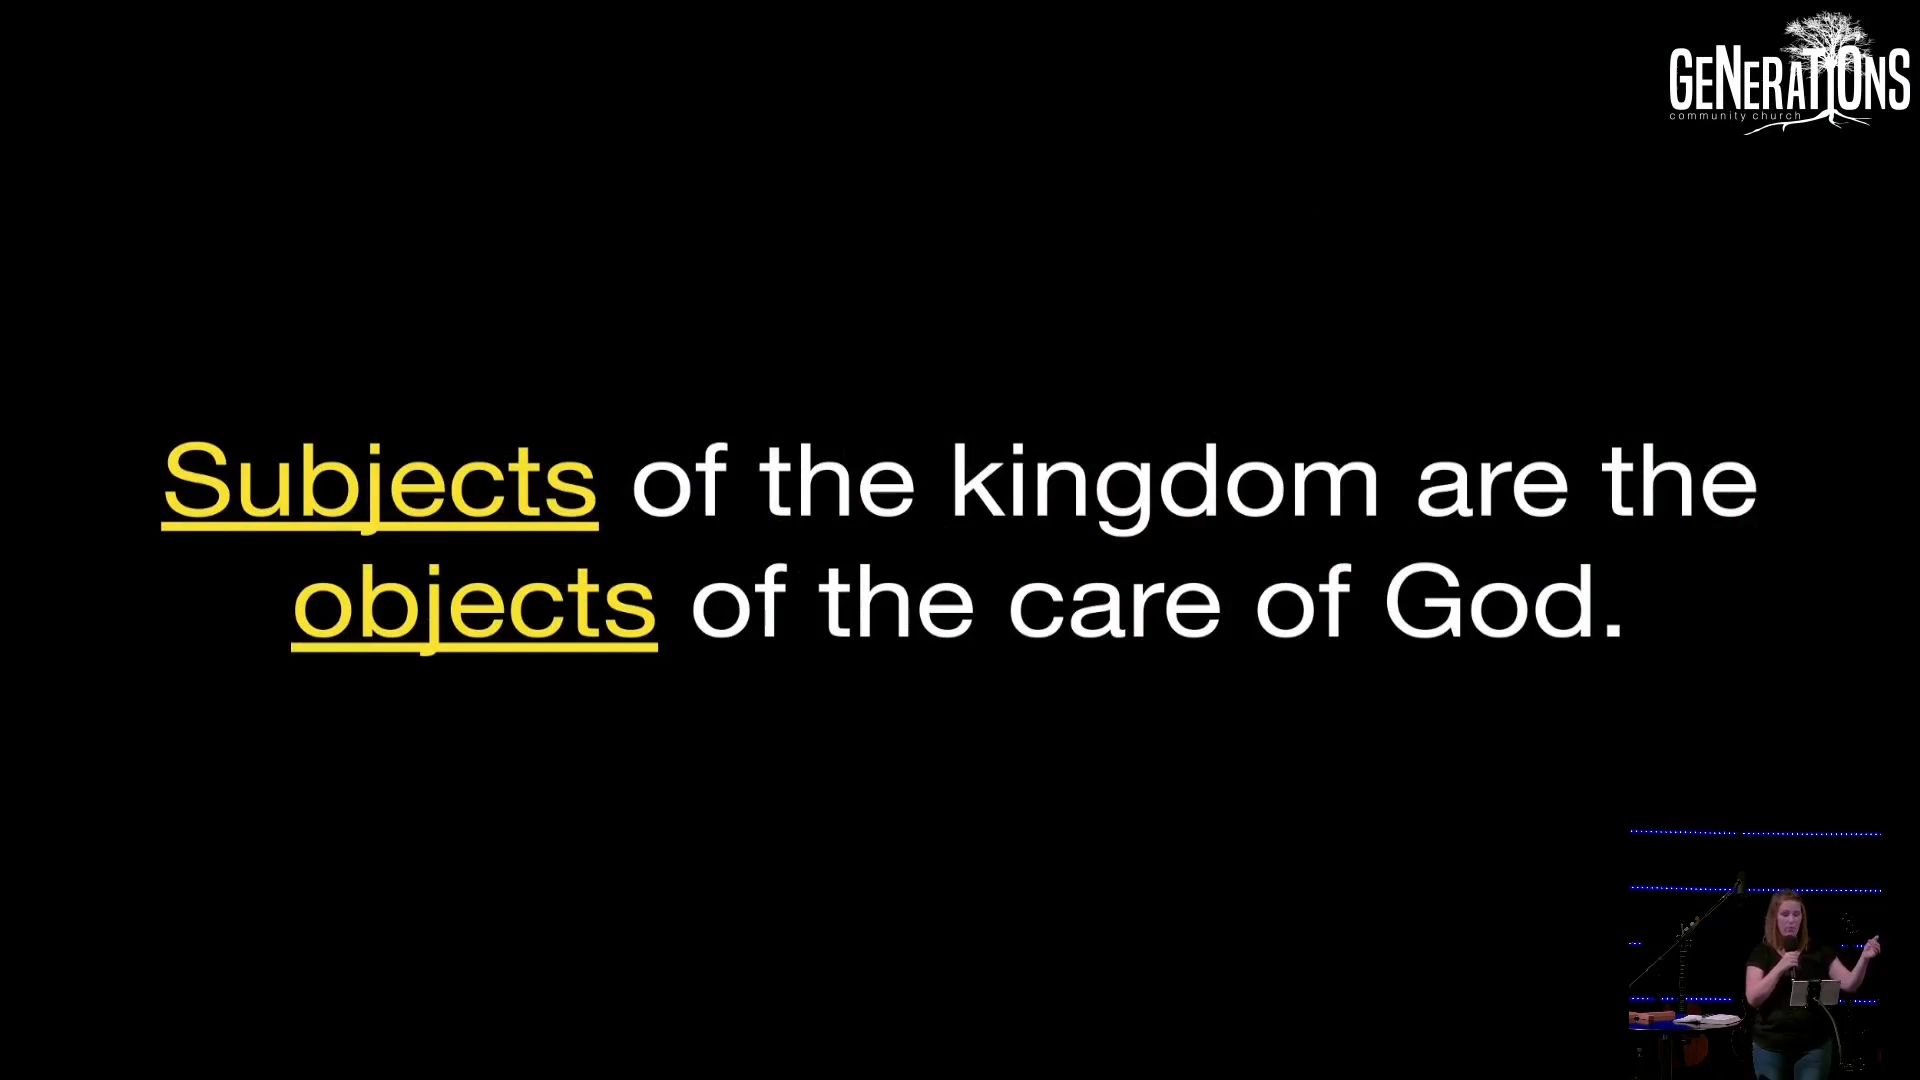 GENERATIONS
community church
Subjects of the kingdom are the
objects of the care of God.